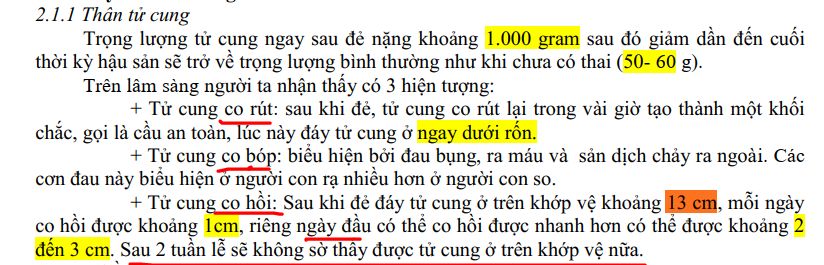 2.1.1 Thân tử cung
Trọng lượng tử cung ngay sau đẻ nặng khoảng 1.000 gram sau đó giảm dần đến cuối
thời kỳ hậu sản sẽ trở về trọng lượng bình thường như khi chưa có thai (50- 60 g).
Trên lâm sàng người ta nhận thấy có 3 hiện tượng:
+ Tử cung co rút: sau khi đẻ, tử cung co rút lại trong vài giờ tạo thành một khối
chắc, gọi là cầu an toàn, lúc này đáy tử cung ở ngay dưới rốn.
+ Tử cung co bóp: biểu hiện bởi đau bụng, ra máu và sản dịch chảy ra ngoài. Các
cơn đau này biểu hiện ở người con rạ nhiều hơn ở người con so.
+ Tử cung co hồi: Sau khi đẻ đáy tử cung ở trên khớp vệ khoảng 13 cm, mỗi ngày
co hồi được khoảng 1cm, riêng ngày đầu có thể co hồi được nhanh hơn có thể được khoảng 2
đến 3 cm. Sau 2 tuần lễ sẽ không sờ thấy được tử cung ở trên khớp vệ nữa.